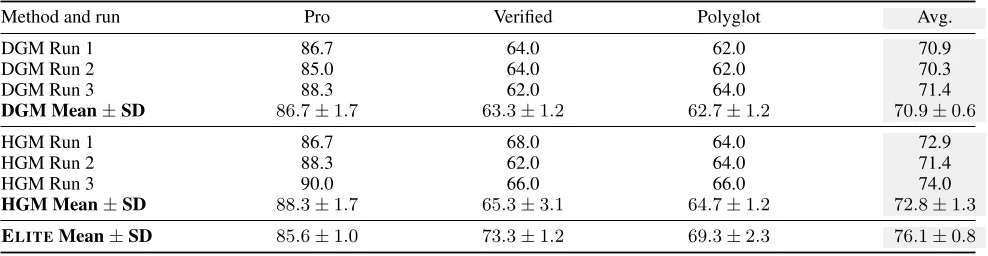 Method and run Pro Verified Polyglot Avg.
DGM Run 1 86.7 64.0 62.0 70.9
DGM Run 2 85.0 64.0 62.0 70.3
DGM Run 3 88.3 62.0 64.0 71.4
DGM Mean ± SD 86.7 ± 1.7 63.3 ± 1.2 62.7 ± 1.2 70.9 ± 0.6
HGM Run 1 86.7 68.0 64.0 72.9
HGM Run 2 88.3 62.0 64.0 71.4
HGM Run 3 90.0 66.0 66.0 74.0
HGM Mean ± SD 88.3 ± 1.7 65.3 ± 3.1 64.7 ± 1.2 72.8 ± 1.3
ELITE Mean ± SD 85.6 ± 1.0 73.3 ± 1.2 69.3 ± 2.3 76.1 ± 0.8